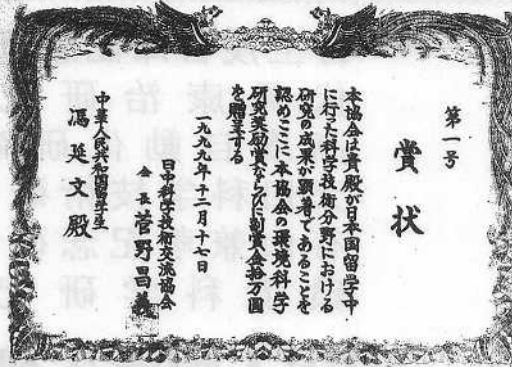 第一号
賞状
本協会は貴殿が日本国留学中
に行った科学技術分野における
研究の成果が顕著であることを
認めここに本協会の環境科学
研究奨励賞ならびに副賞金拾万圓
を贈呈する
一九九九年十二月十七日
日中科学技術交流協会
会長 菅野昌義
中華人民共和国留学生
馮延文殿